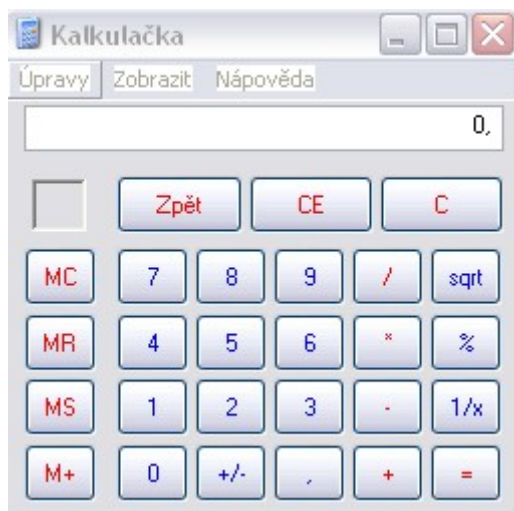 Kalkulačka
Úpravy Zobrazit Nápověda
0,
Zpět CE C
MC 7 8 9 / sqrt
MR 4 5 6 * %
MS 1 2 3 - 1/x
M+ 0 +/- , + =